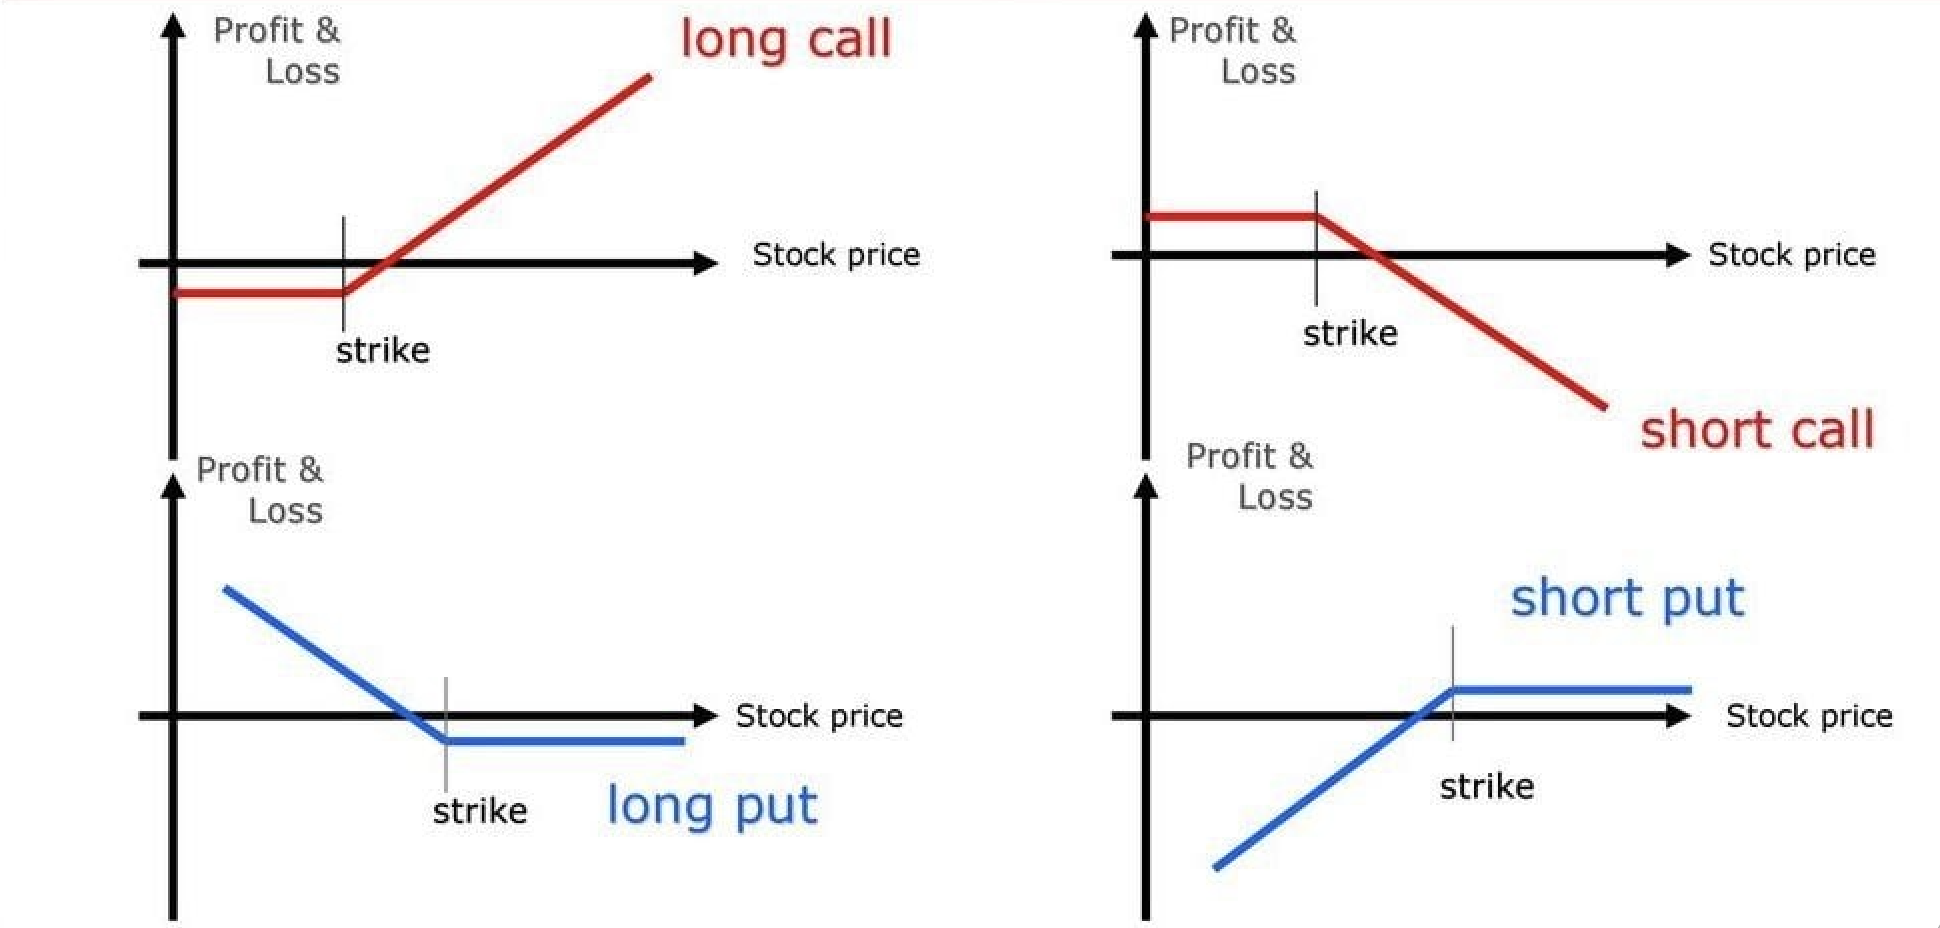 Profit &
Loss
long call
Stock price
strike
Profit &
Loss
Stock price
strike
short call
Profit &
Loss
Stock price
strike
long put
Profit &
Loss
short put
Stock price
strike